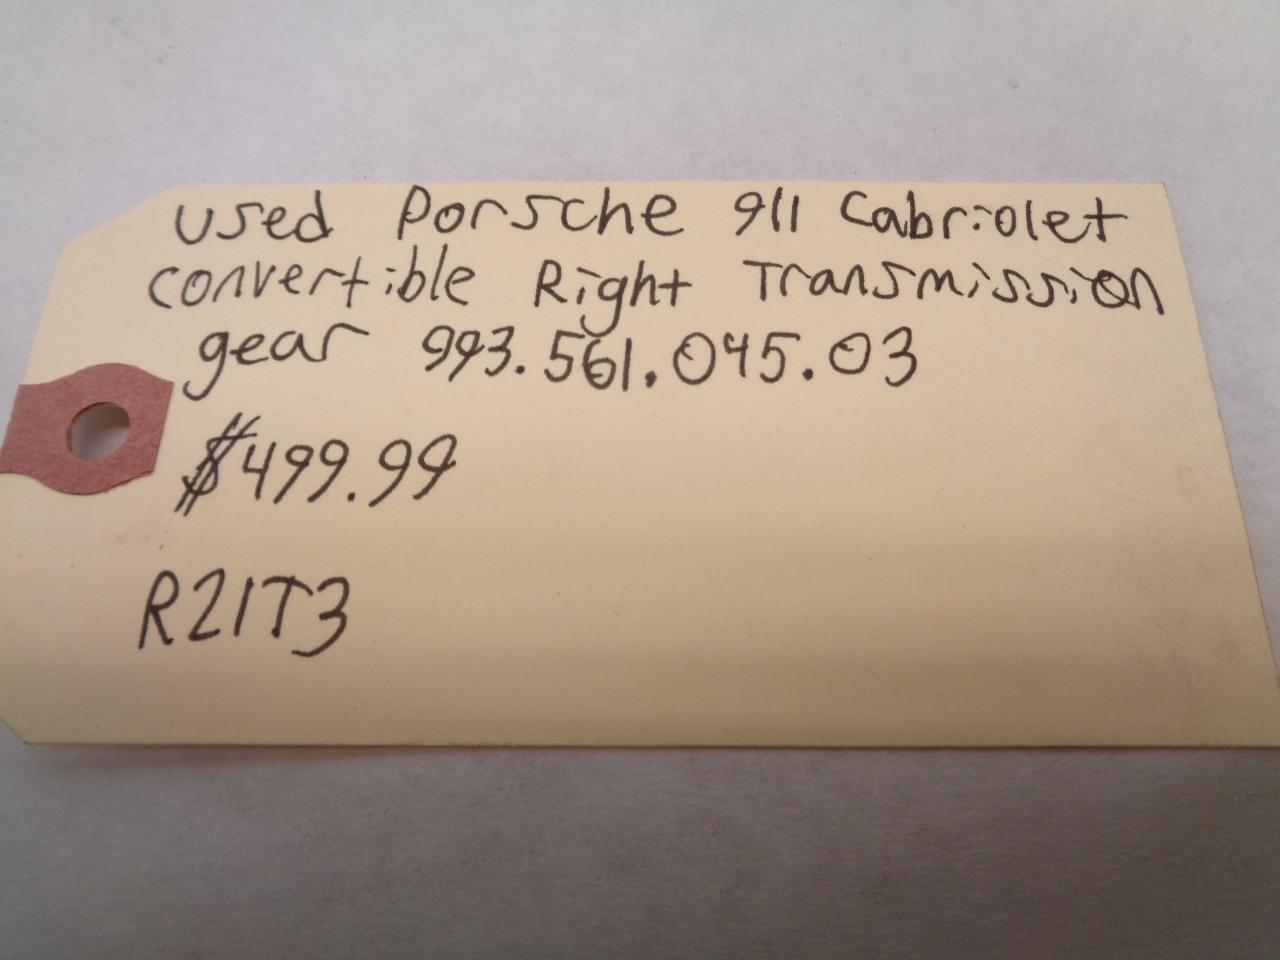 used Porsche 911 Cabriolet
convertible Right Transmission
gear 993.561.045.03
$499.99
R21T3